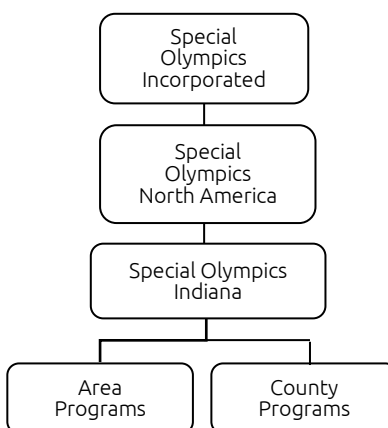 Special
Olympics
Incorporated
Special
Olympics
North America
Special Olympics
Indiana
Area
Programs
County
Programs